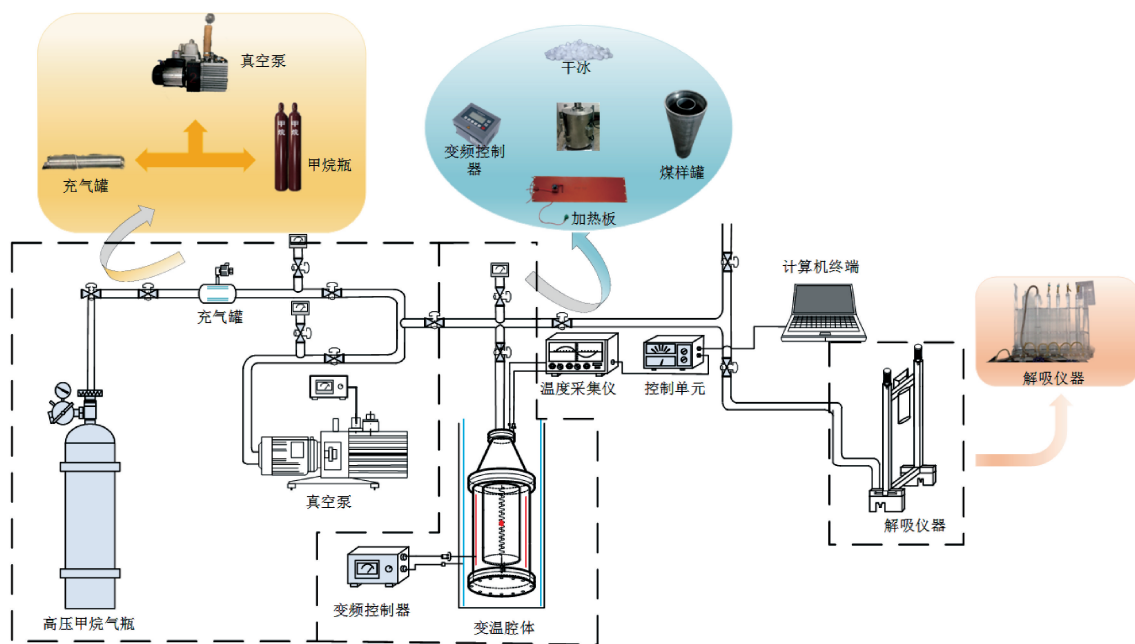 真空泵
甲烷
甲烷瓶
充气罐
干冰
变频控制
器
煤样罐
加热板
计算机终端
充气罐
温度采集仪
控制单元
解吸仪器
真空泵
解吸仪器
变频控制器
高压甲烷气瓶
变温腔体